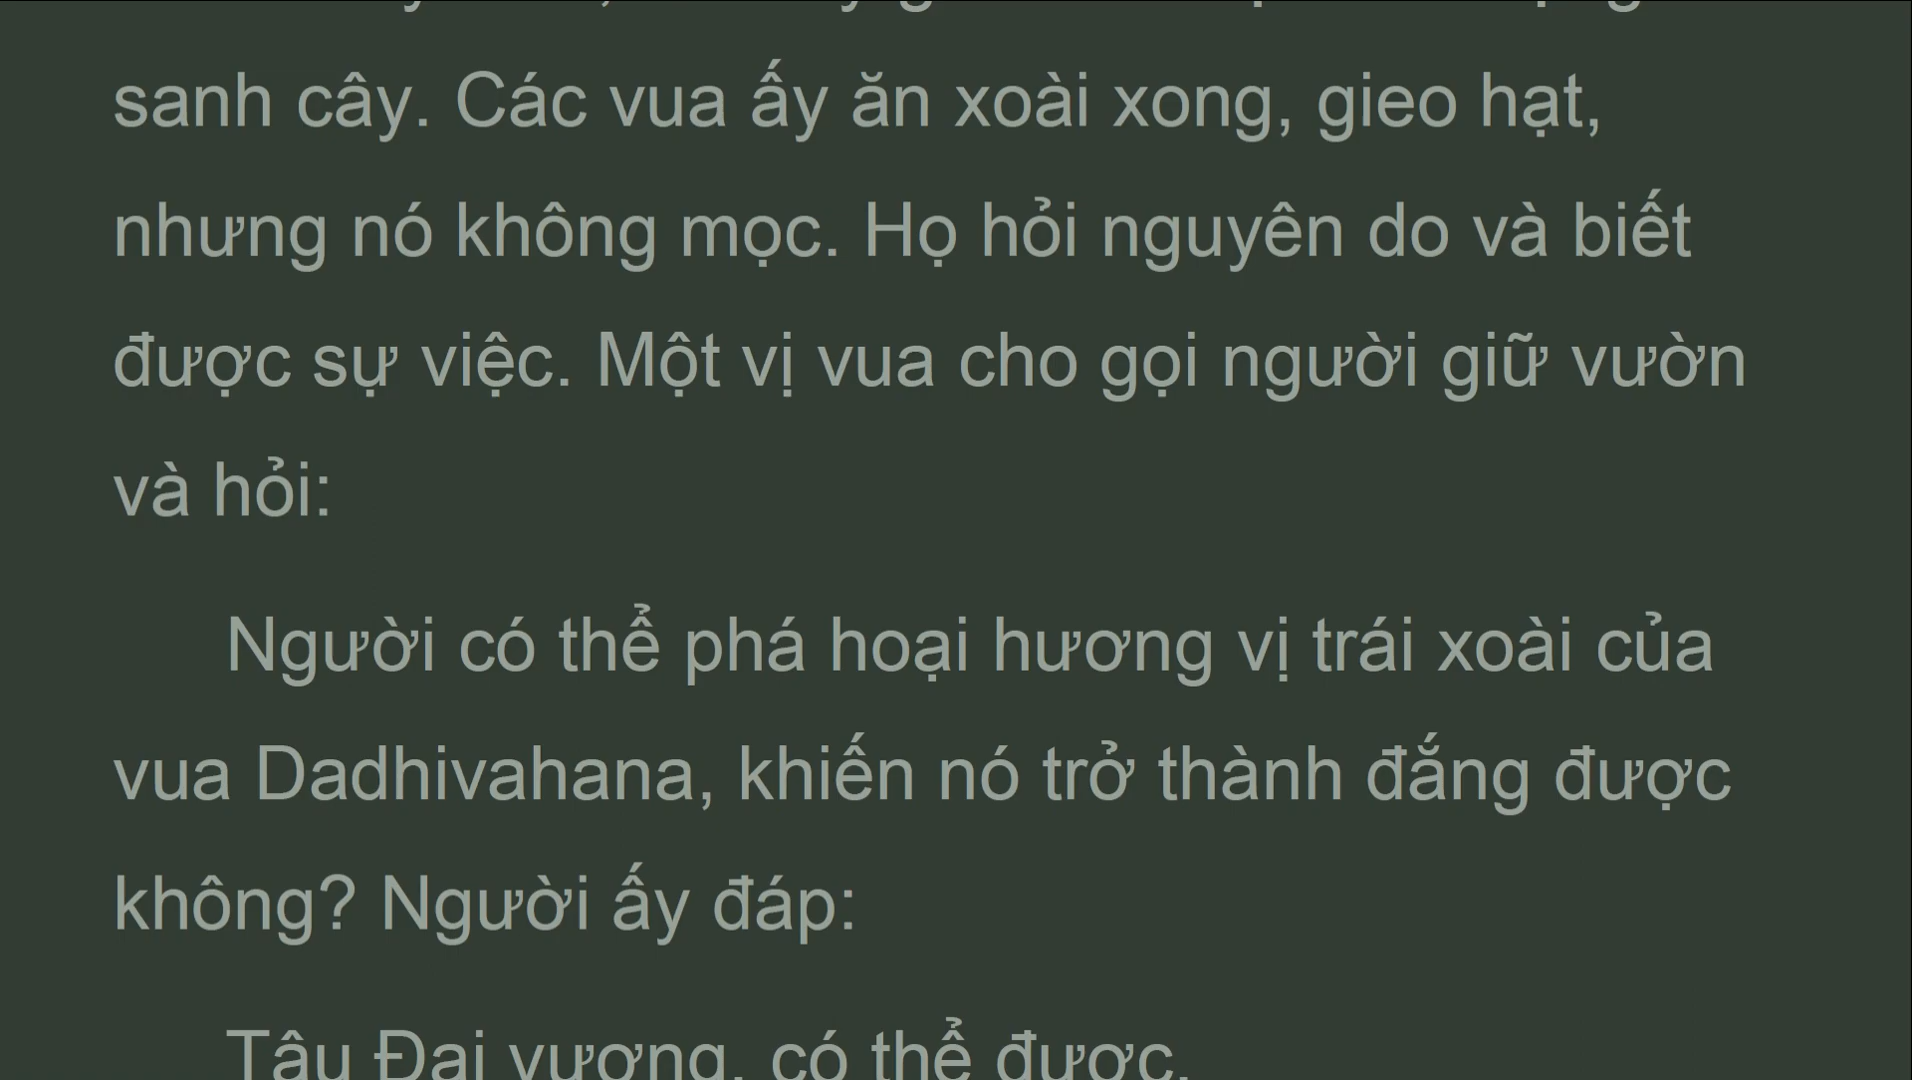 sanh cây. Các vua ấy ăn xoài xong, gieo hạt,
nhưng nó không mọc. Họ hỏi nguyên do và biết
được sự việc. Một vị vua cho gọi người giữ vườn
và hỏi:
Người có thể phá hoại hương vị trái xoài của
vua Dadhivahana, khiến nó trở thành đắng được
không? Người ấy đáp:
Tâu Đại vương, có thể được.